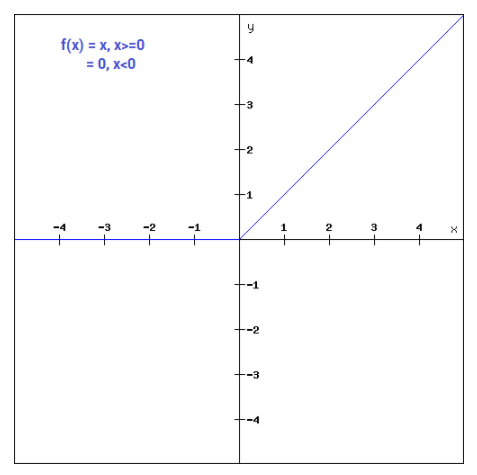 y
f(x) = x, x>=0
= 0, x<0
4
3
2
1
-4 -3 -2 -1 1 2 3 4 x
-1
-2
-3
-4